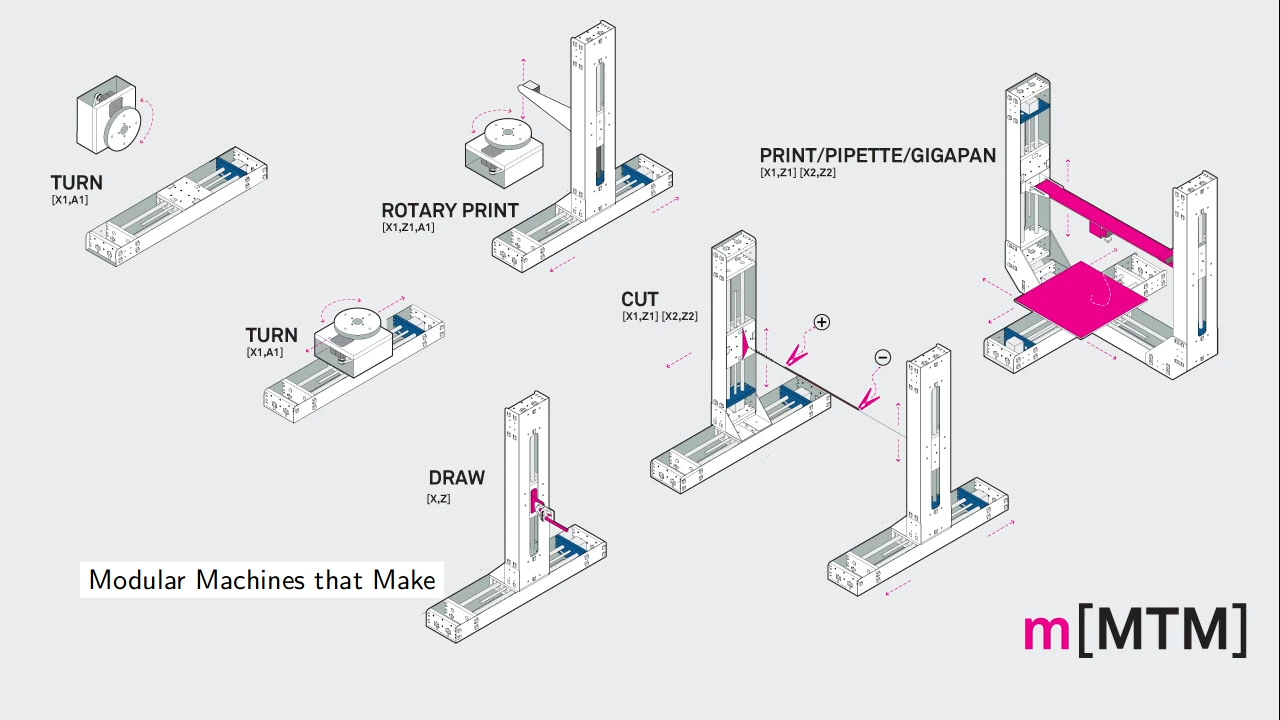 TURN
[X1,A1]
ROTARY PRINT
[X1,Z1,A1]
PRINT/PIPETTE/GIGAPAN
[X1,Z1] [X2,Z2]
TURN
[X1,A1]
CUT
[X1,Z1] [X2,Z2]
+
−
DRAW
[X,Z]
Modular Machines that Make
m[MTM]